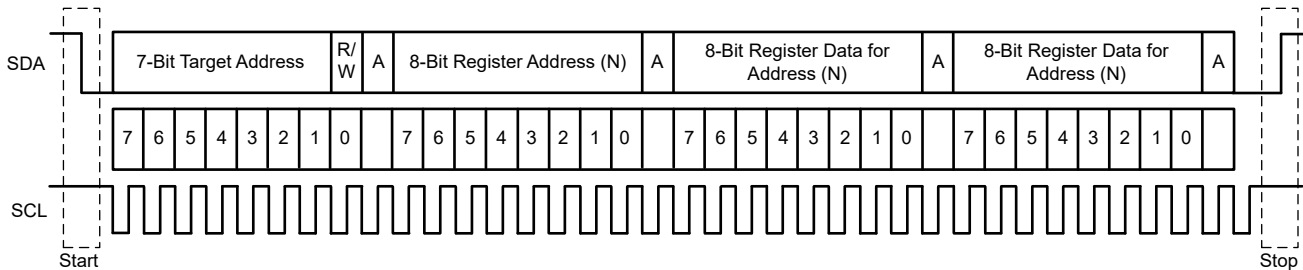 SDA
7-Bit Target Address
R/
W
A
8-Bit Register Address (N)
A
8-Bit Register Data for
Address (N)
A
8-Bit Register Data for
Address (N)
A
7 6 5 4 3 2 1 0 7 6 5 4 3 2 1 0 7 6 5 4 3 2 1 0 7 6 5 4 3 2 1 0
SCL
Start
Stop